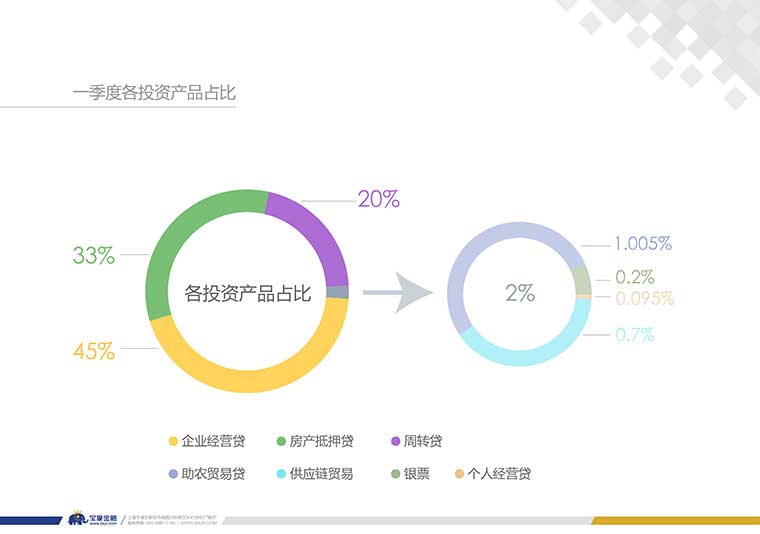 一季度各投资产品占比
20%
33%
45%
各投资产品占比
1.005%
0.2%
0.095%
0.7%
2%
企业经营贷 房产抵押贷 周转贷
助农贸易贷 供应链贸易 银票 个人经营贷
宝象金融